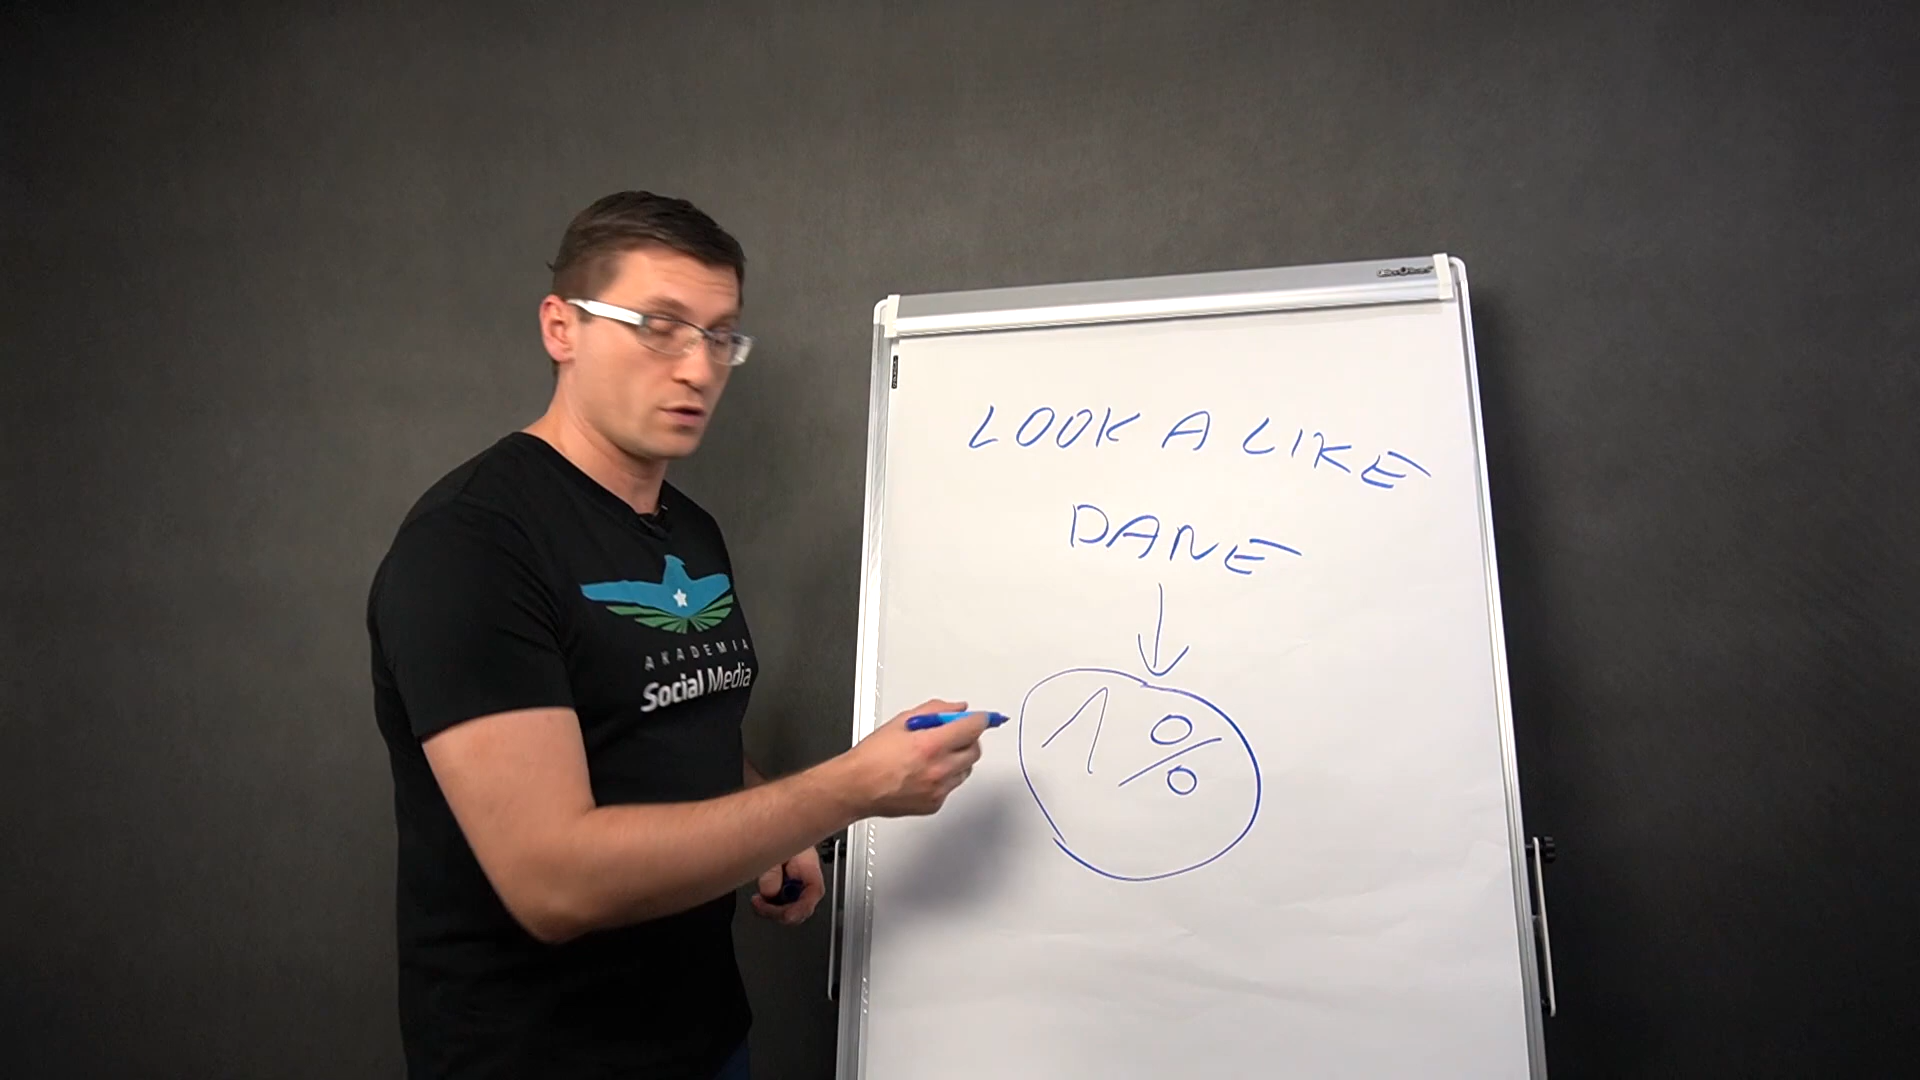 LOOK A LIKE
DANE
1%
AKADEMIA
Social Media